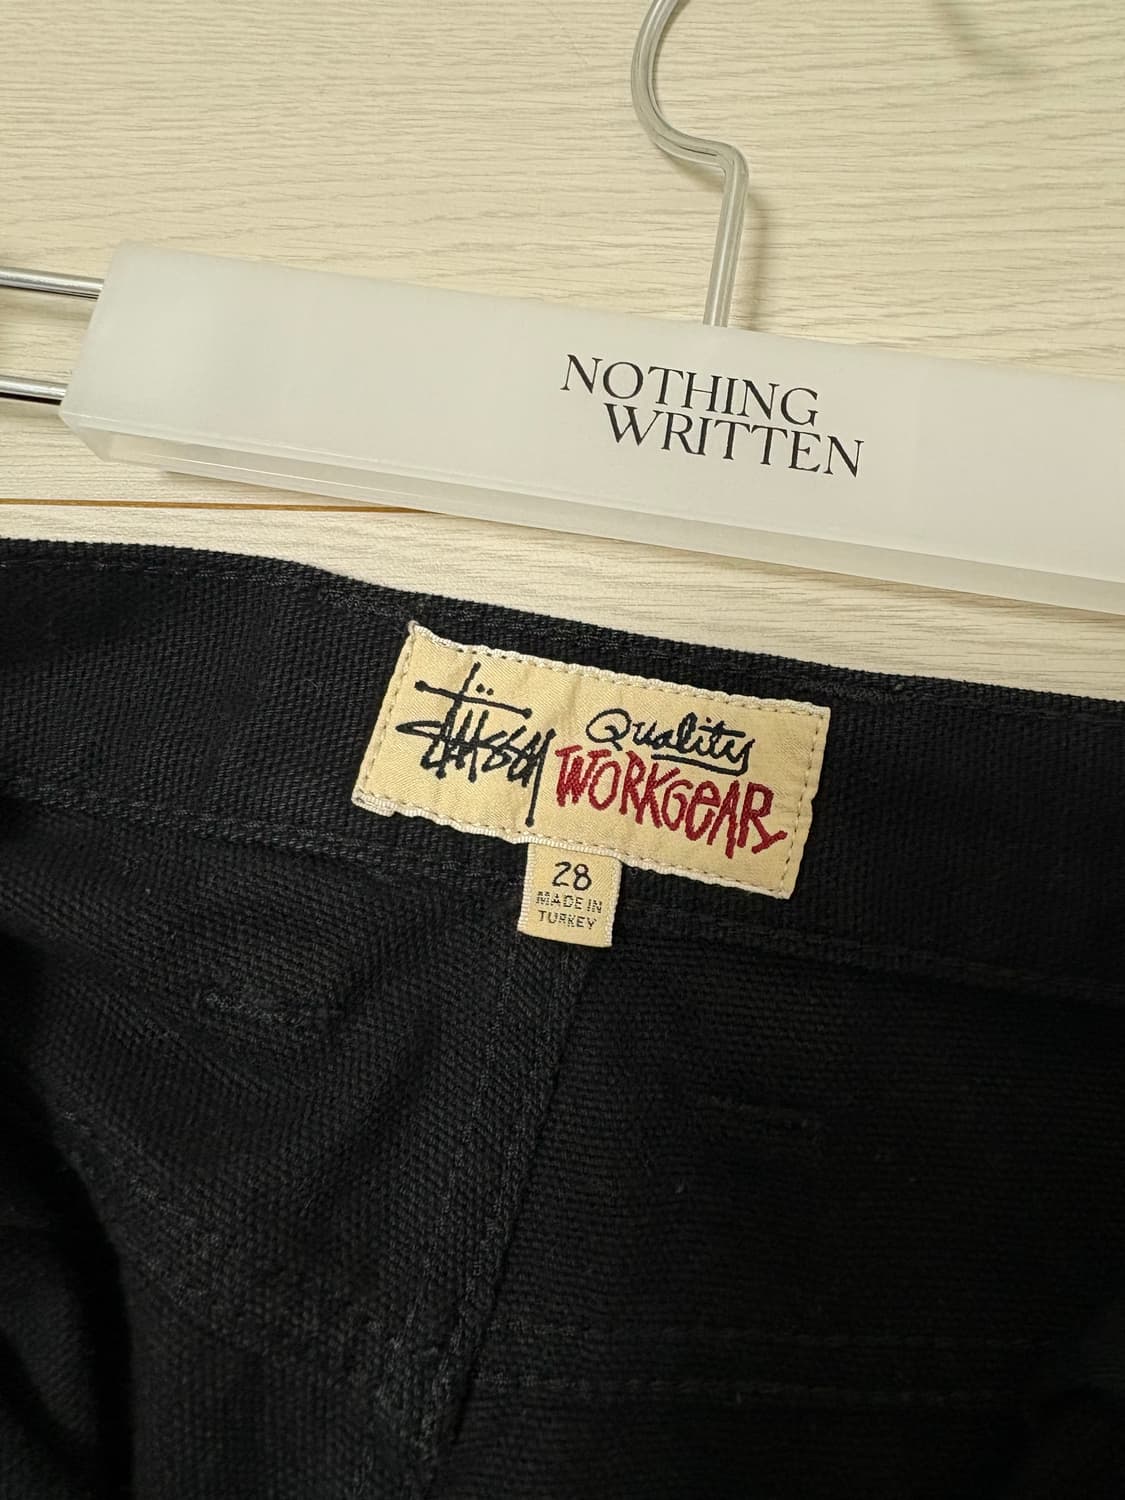 NOTHING
WRITTEN
Stüssy Quality
WORKGEAR
28
MADE IN
TURKEY